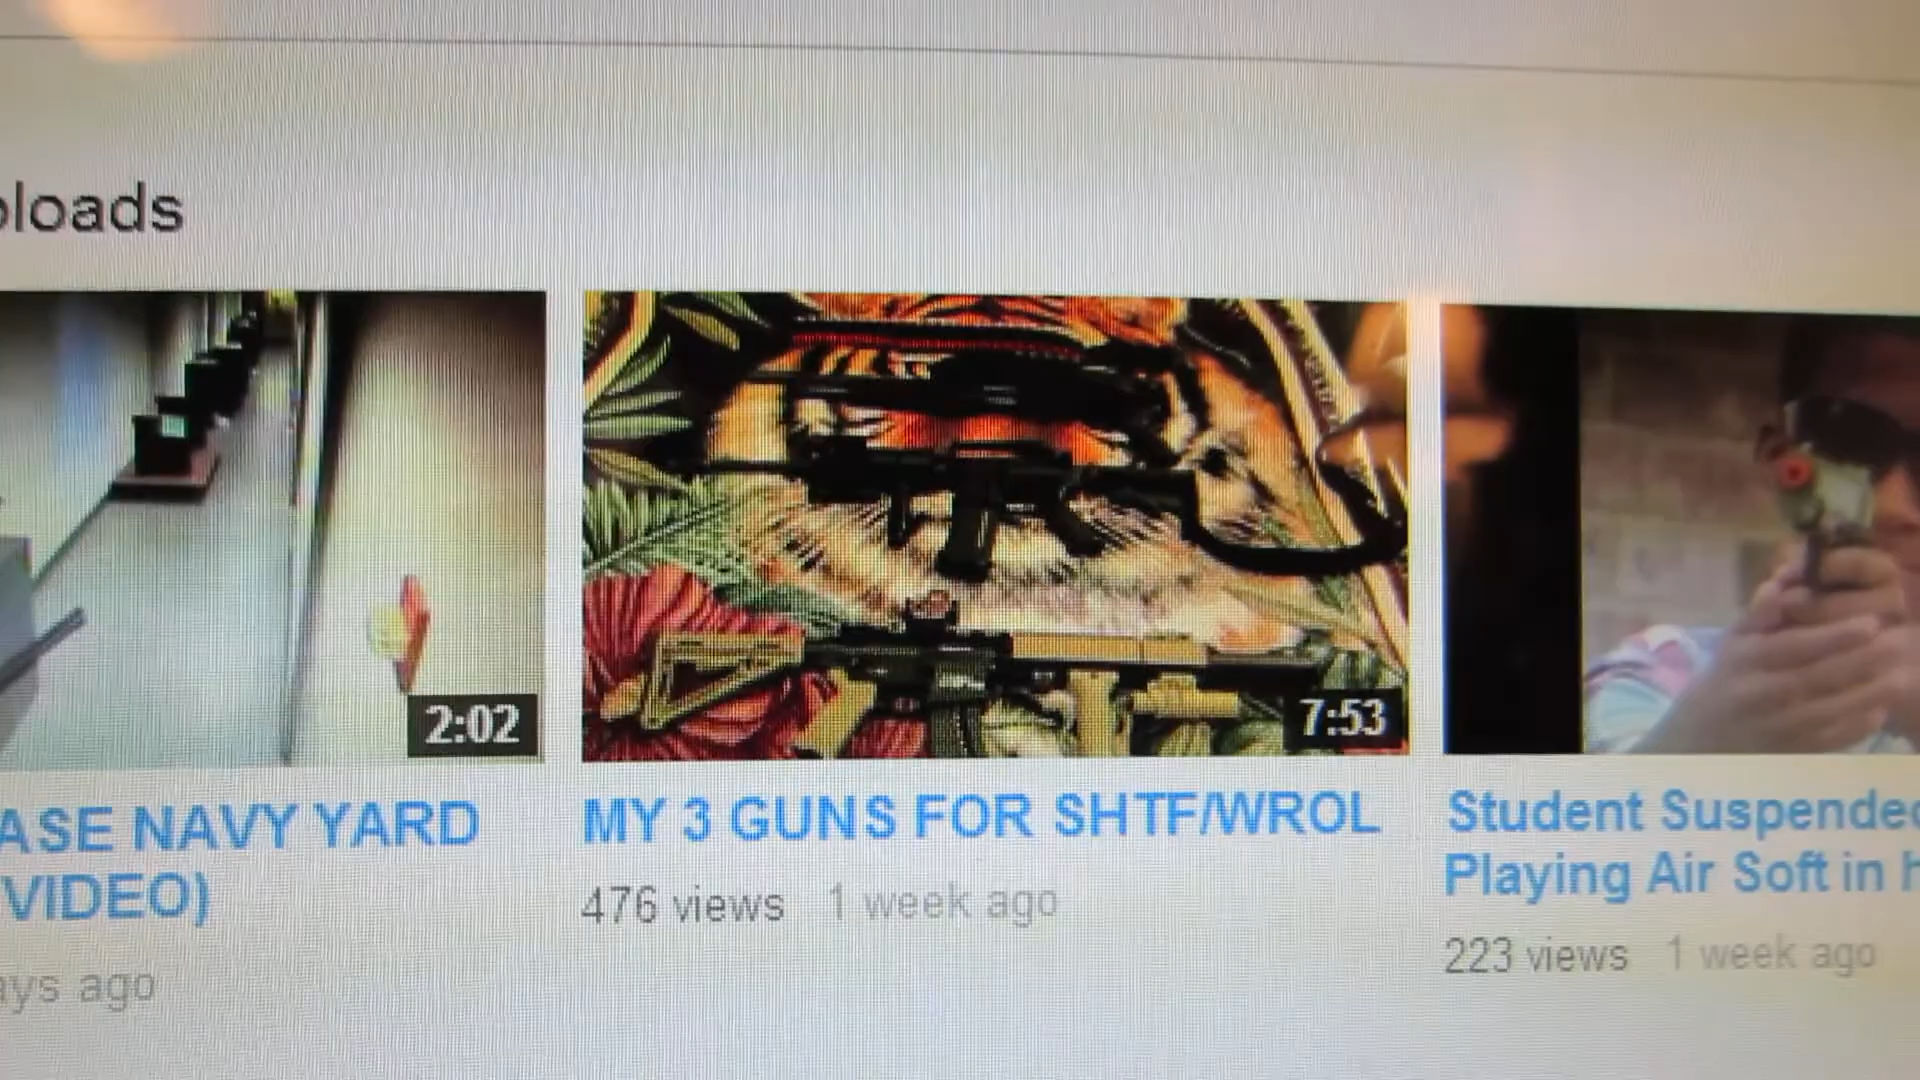 ploads
2:02
7:53
ASE NAVY YARD
VIDEO)
ays ago
MY 3 GUNS FOR SHTF/WROL
476 views 1 week ago
Student Suspended
Playing Air Soft in h
223 views 1 week ago